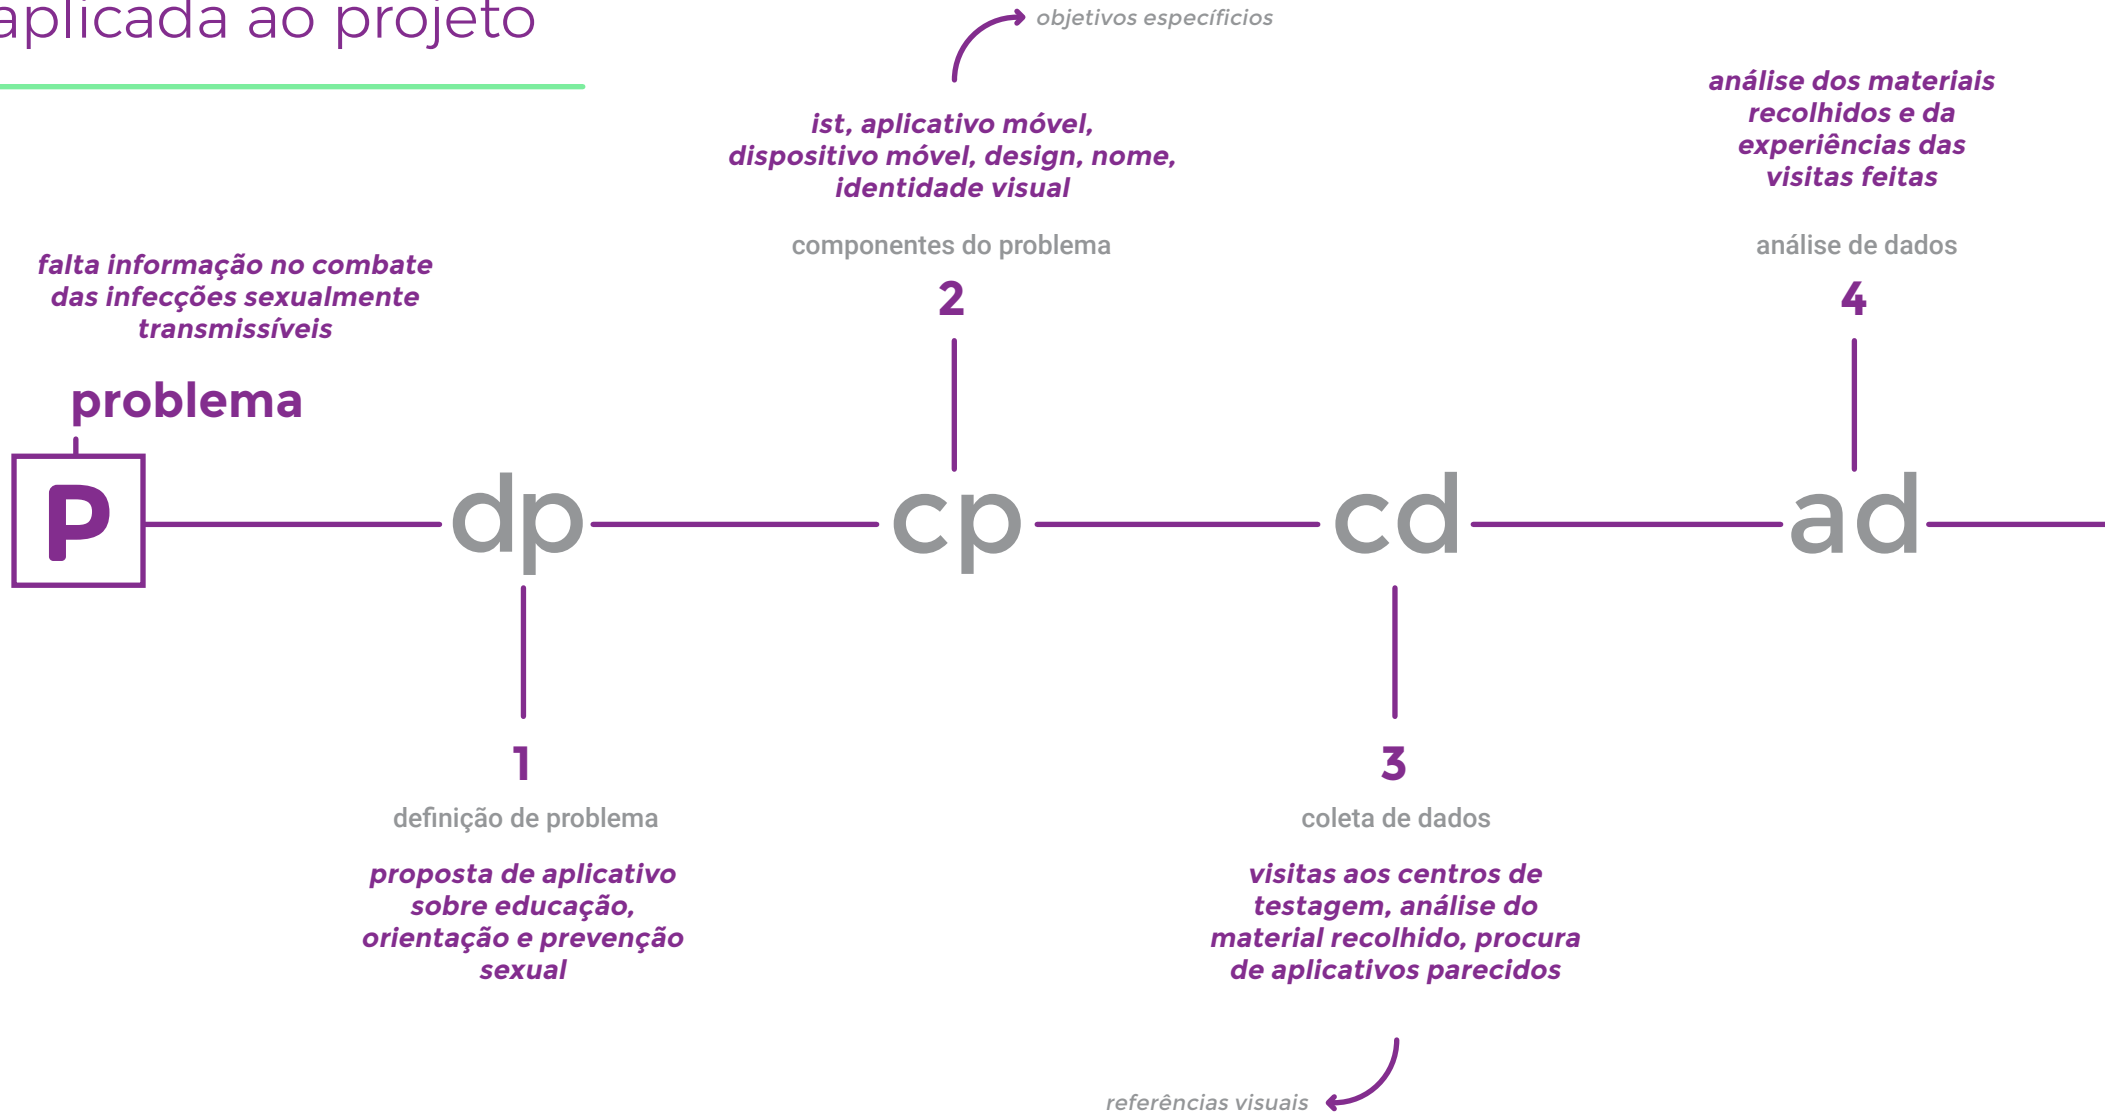 aplicada ao projeto
objetivos específicios
ist, aplicativo móvel,
dispositivo móvel, design, nome,
identidade visual
componentes do problema
2
análise dos materiais
recolhidos e da
experiências das
visitas feitas
análise de dados
4
falta informação no combate
das infecções sexualmente
transmissíveis
problema
P
dp
cp
cd
ad
1
definição de problema
proposta de aplicativo
sobre educação,
orientação e prevenção
sexual
3
coleta de dados
visitas aos centros de
testagem, análise do
material recolhido, procura
de aplicativos parecidos
referências visuais